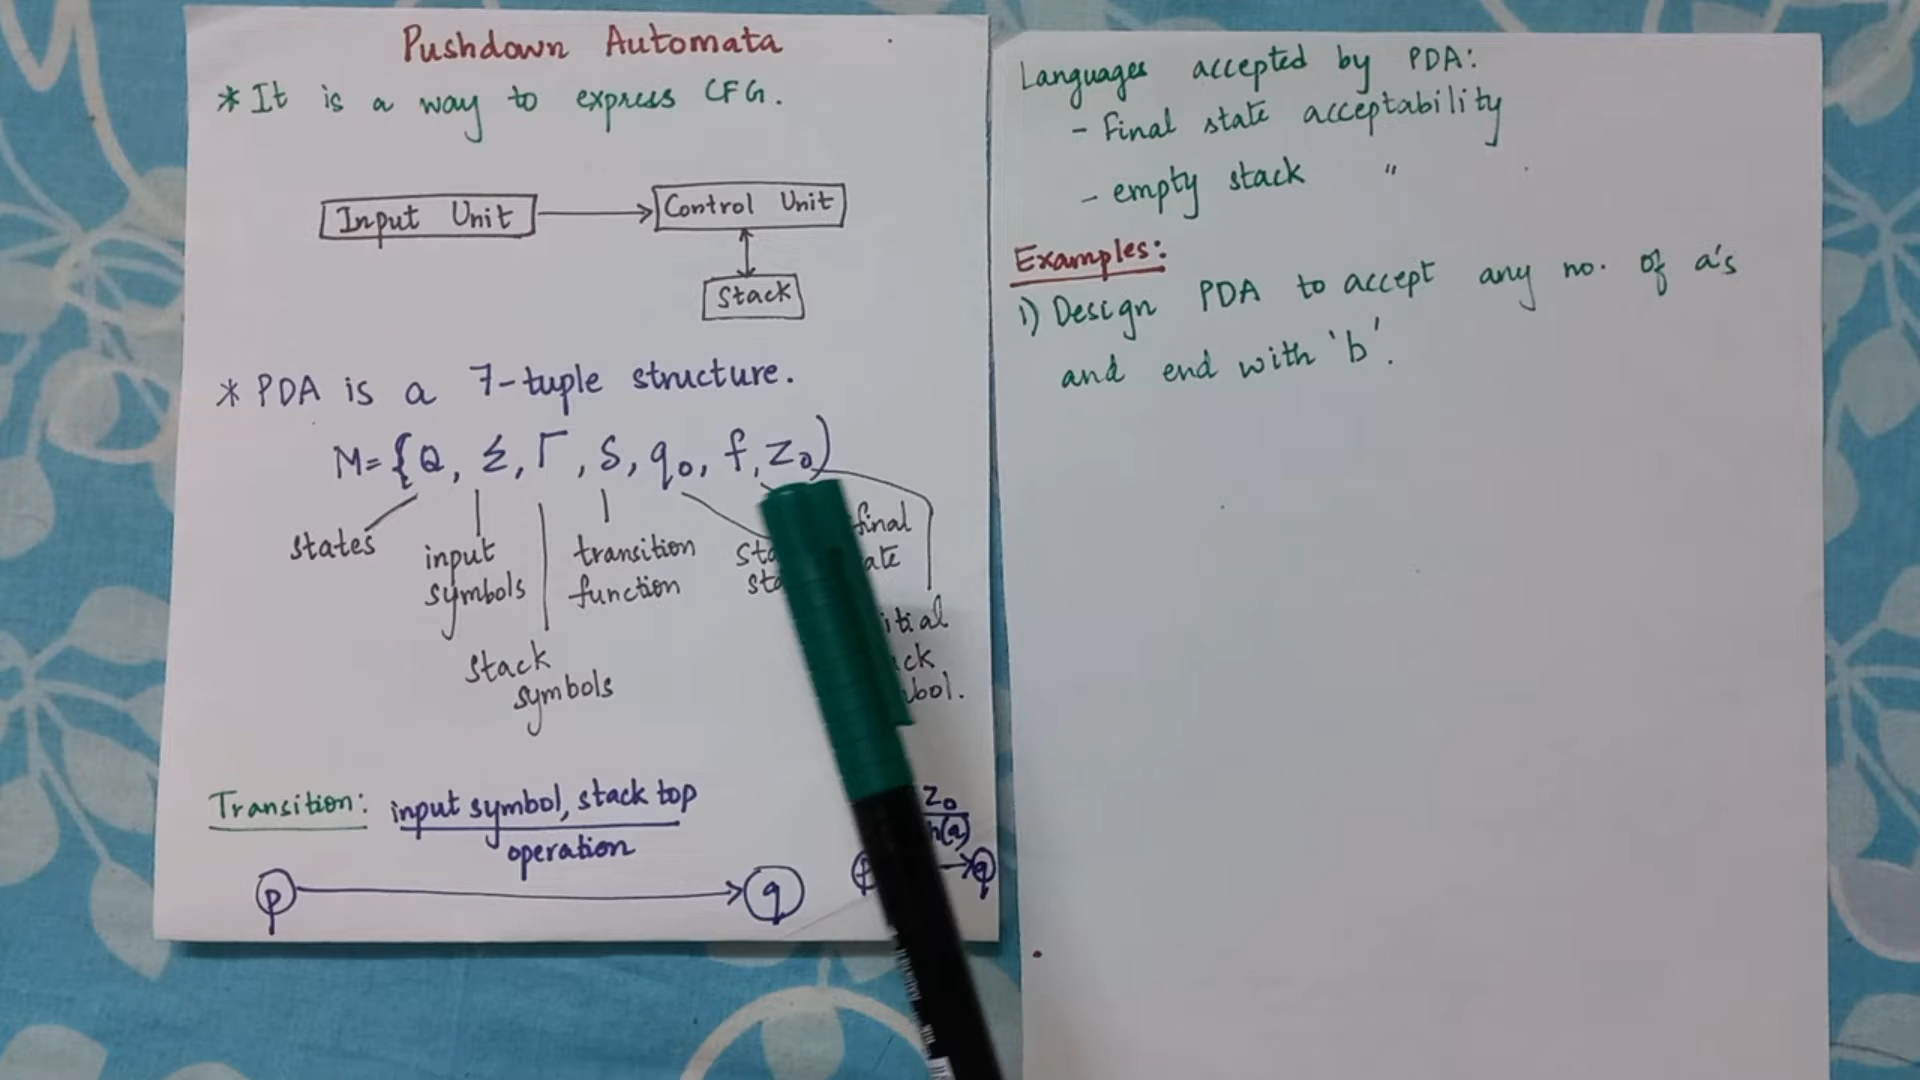 Pushdown Automata
* It is a way to express CFG.
Input Unit
Control Unit
Stack
* PDA is a 7-tuple structure.
M={Q, Σ, Γ, δ, q₀, f, z₀)
states
input
symbols
stack
symbols
transition
function
final
Transition: input symbol, stack top
operation
p
q
z₀
q
Languages accepted by PDA:
- Final state acceptability
- empty stack "
Examples:
1) Design PDA to accept any no. of a's
and end with 'b'.